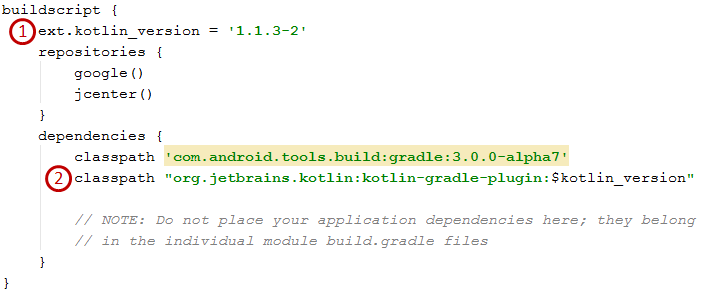 buildscript {
1 ext.kotlin_version = '1.1.3-2'
repositories {
google()
jcenter()
}
dependencies {
classpath 'com.android.tools.build:gradle:3.0.0-alpha7'
2 classpath "org.jetbrains.kotlin:kotlin-gradle-plugin:$kotlin_version"
// NOTE: Do not place your application dependencies here; they belong
// in the individual module build.gradle files
}
}